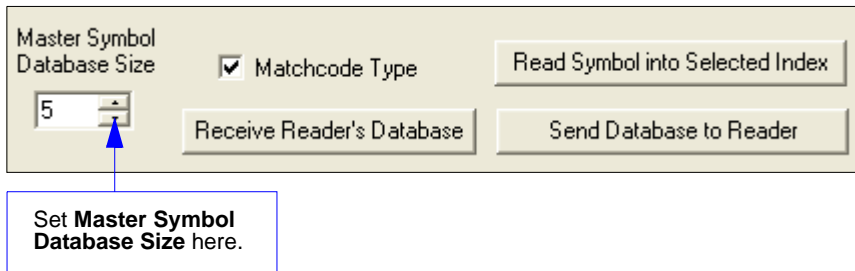 Master Symbol
Database Size
5
Matchcode Type
Read Symbol into Selected Index
Receive Reader's Database
Send Database to Reader
Set Master Symbol
Database Size here.